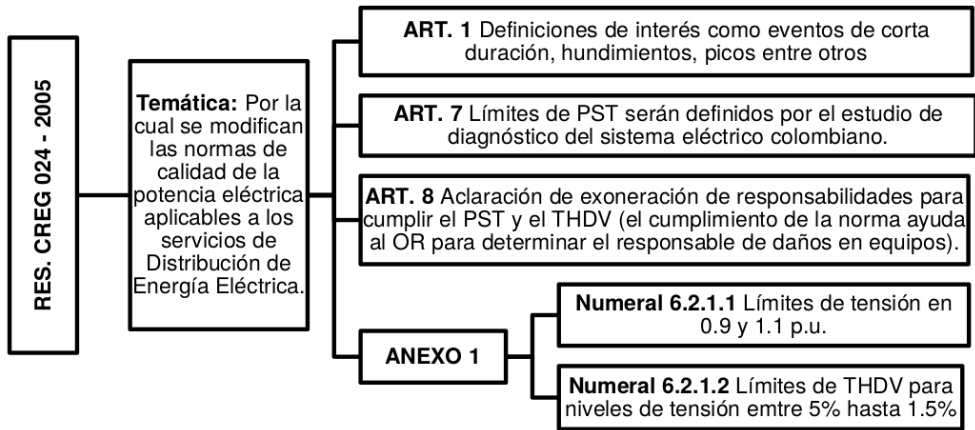 RES. CREG 024 - 2005
Temática: Por la
cual se modifican
las normas de
calidad de la
potencia eléctrica
aplicables a los
servicios de
Distribución de
Energía Eléctrica.
ART. 1 Definiciones de interés como eventos de corta
duración, hundimientos, picos entre otros
ART. 7 Límites de PST serán definidos por el estudio de
diagnóstico del sistema eléctrico colombiano.
ART. 8 Aclaración de exoneración de responsabilidades para
cumplir el PST y el THDV (el cumplimiento de la norma ayuda
al OR para determinar el responsable de daños en equipos).
ANEXO 1
Numeral 6.2.1.1 Límites de tensión en
0.9 y 1.1 p.u.
Numeral 6.2.1.2 Límites de THDV para
niveles de tensión emtre 5% hasta 1.5%